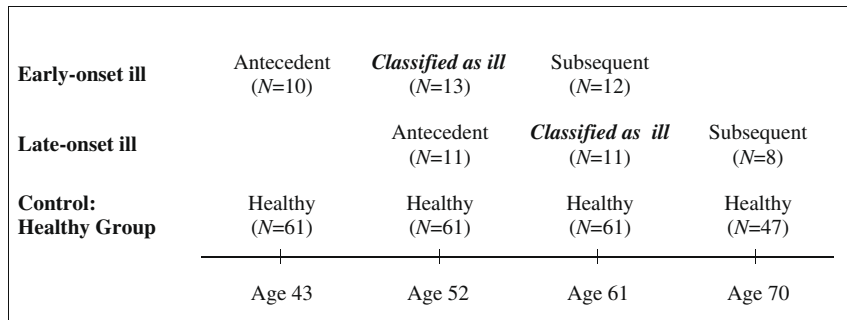 Early-onset ill
Antecedent Classified as ill Subsequent
(N=10) (N=13) (N=12)
Late-onset ill
Antecedent Classified as ill Subsequent
(N=11) (N=11) (N=8)
Control: Healthy Healthy Healthy Healthy
Healthy Group (N=61) (N=61) (N=61) (N=47)
Age 43 Age 52 Age 61 Age 70